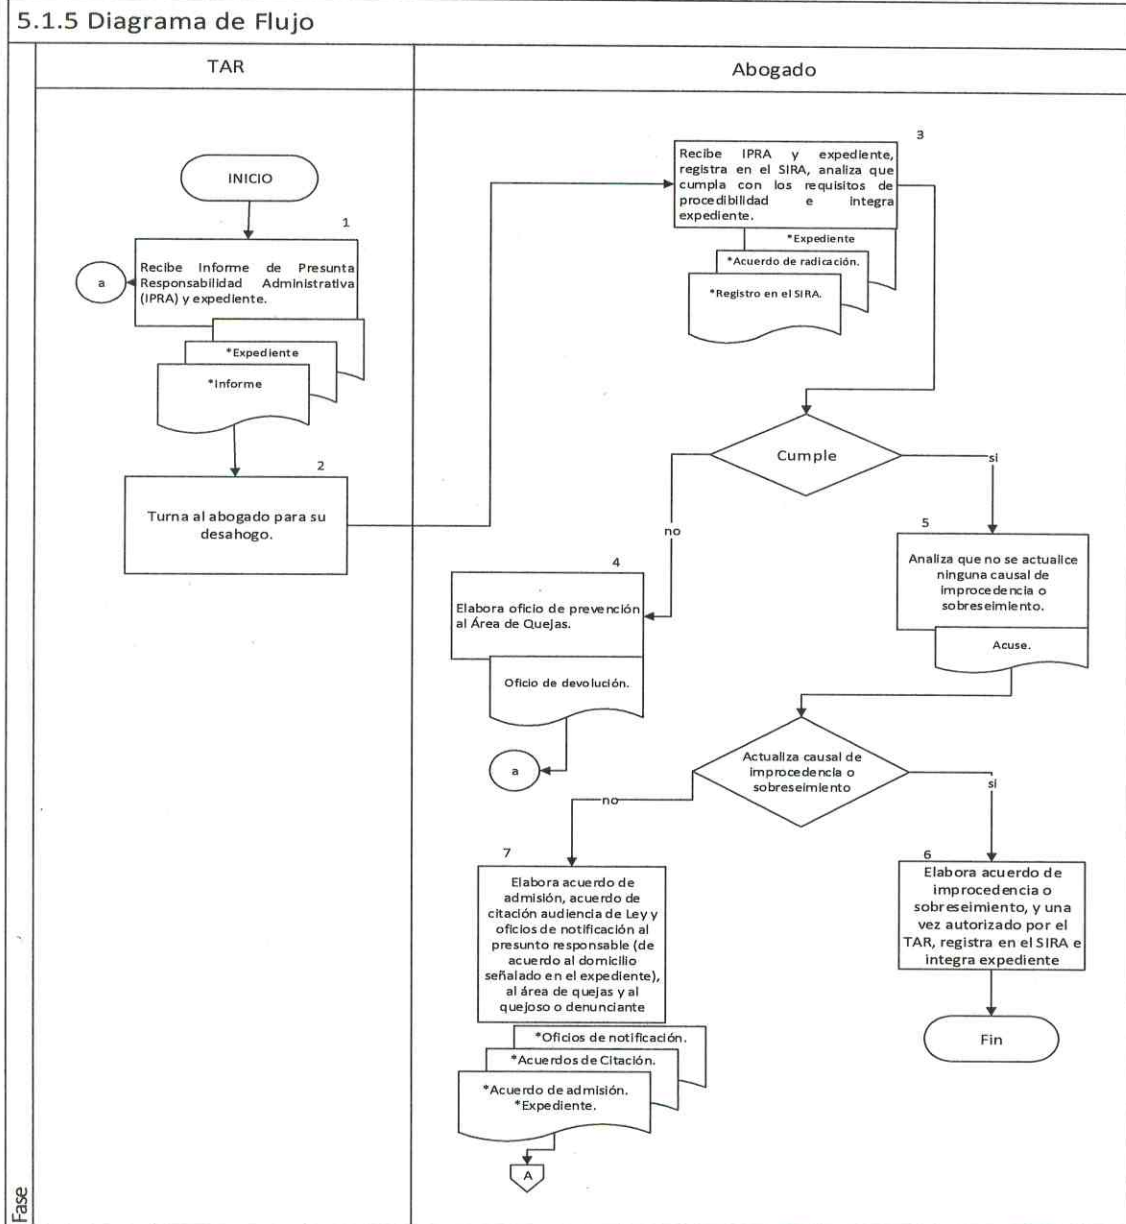 5.1.5 Diagrama de Flujo
TAR
Abogado
INICIO
1
Recibe Informe de Presunta
Responsabilidad Administrativa
(IPRA) y expediente.
a
*Expediente
*Informe
2
Turna al abogado para su
desahogo.
3
Recibe IPRA y expediente,
registra en el SIRA, analiza que
cumpla con los requisitos de
procedibilidad e integra
expediente.
*Expediente
*Acuerdo de radicación.
*Registro en el SIRA.
Cumple
si
no
4
Elabora oficio de prevención
al Área de Quejas.
Oficio de devolución.
a
5
Analiza que no se actualice
ninguna causal de
improcedencia o
sobreseimiento.
Acuse.
Actualiza causal de
improcedencia o
sobreseimiento
no
si
7
Elabora acuerdo de
admisión, acuerdo de
citación audiencia de Ley y
oficios de notificación al
presunto responsable (de
acuerdo al domicilio
señalado en el expediente),
al área de quejas y al
quejoso o denunciante
*Oficios de notificación.
*Acuerdos de Citación.
*Acuerdo de admisión.
*Expediente.
A
6
Elabora acuerdo de
improcedencia o
sobreseimiento, y una
vez autorizado por el
TAR, registra en el SIRA e
integra expediente
Fin
Fase